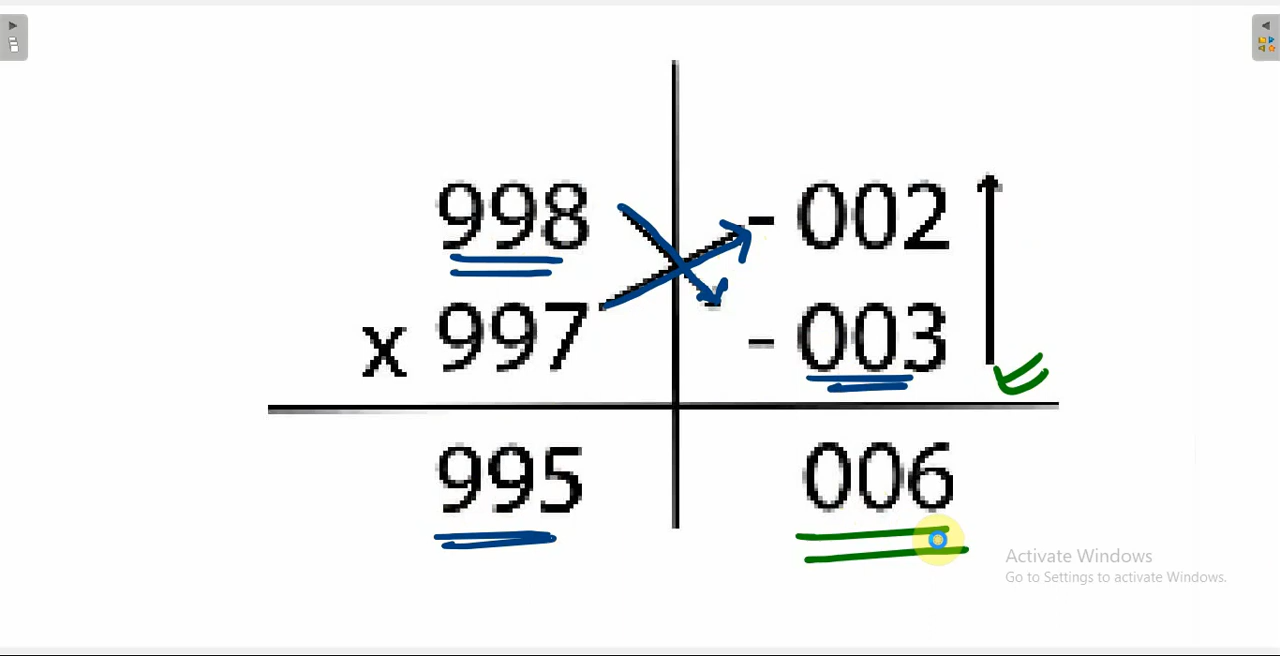 998 - 002
x 997 - 003
995 006
Activate Windows
Go to Settings to activate Windows.